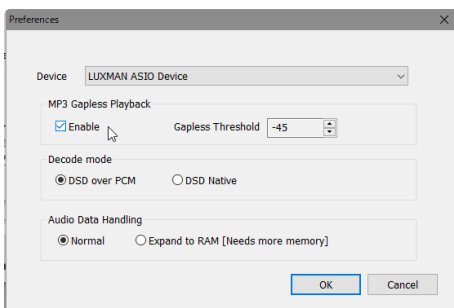 Preferences
Device LUXMAN ASIO Device
MP3 Gapless Playback
Enable Gapless Threshold -45
Decode mode
DSD over PCM DSD Native
Audio Data Handling
Normal Expand to RAM [Needs more memory]
OK Cancel